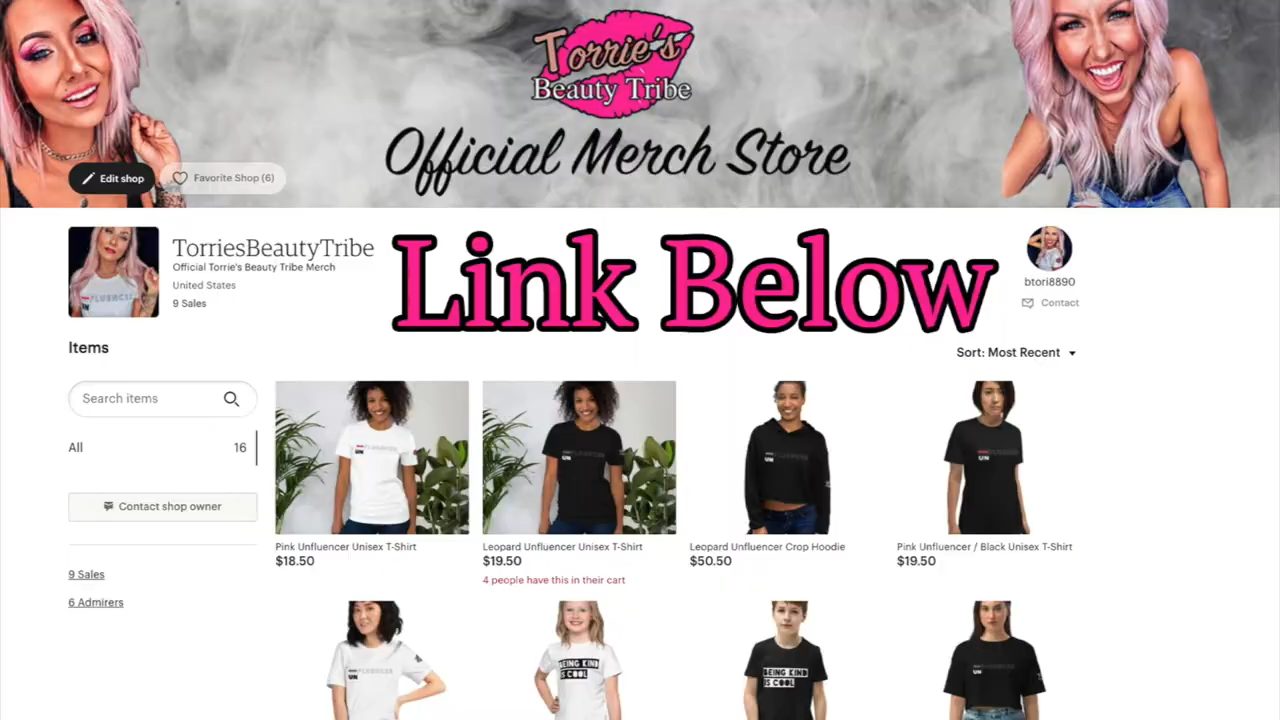 Torrie's
Beauty Tribe
Official Merch Store
Edit shop
Favorite Shop (6)
TorriesBeautyTribe
Official Torrie's Beauty Tribe Merch
United States
9 Sales
Link Below
btori8890
Contact
Items
Sort: Most Recent
Search items
All 16
Contact shop owner
9 Sales
6 Admirers
Pink Unfluencer Unisex T-Shirt
$18.50
Leopard Unfluencer Unisex T-Shirt
$19.50
4 people have this in their cart
Leopard Unfluencer Crop Hoodie
$50.50
Pink Unfluencer / Black Unisex T-Shirt
$19.50
BEING KIND
IS COOL
BEING KIND
IS COOL